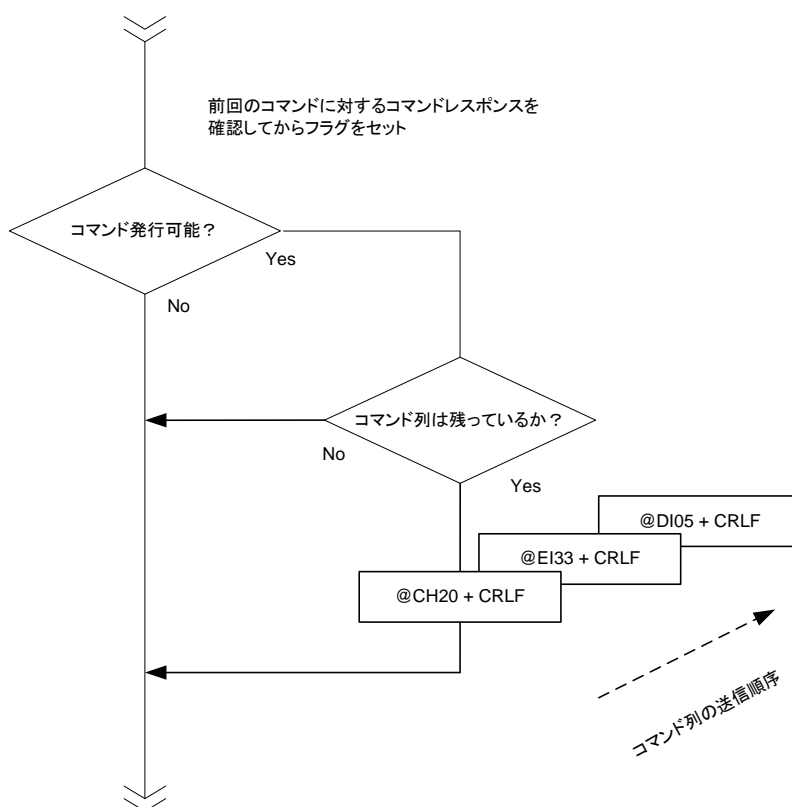 前回のコマンドに対するコマンドレスポンスを
確認してからフラグをセット
コマンド発行可能？
Yes
No
コマンド列は残っているか？
No
Yes
@DI05 + CRLF
@EI33 + CRLF
@CH20 + CRLF
コマンド列の送信順序